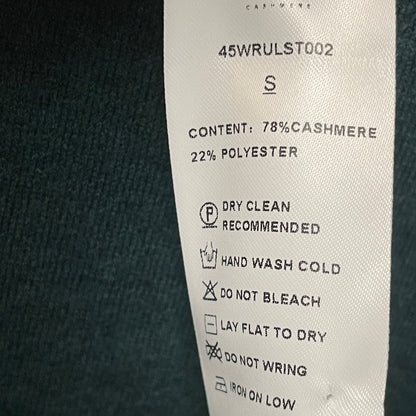 CASHMERE
45WRULST002
S
CONTENT: 78%CASHMERE
22% POLYESTER
P DRY CLEAN
RECOMMENDED
HAND WASH COLD
DO NOT BLEACH
LAY FLAT TO DRY
DO NOT WRING
IRON ON LOW